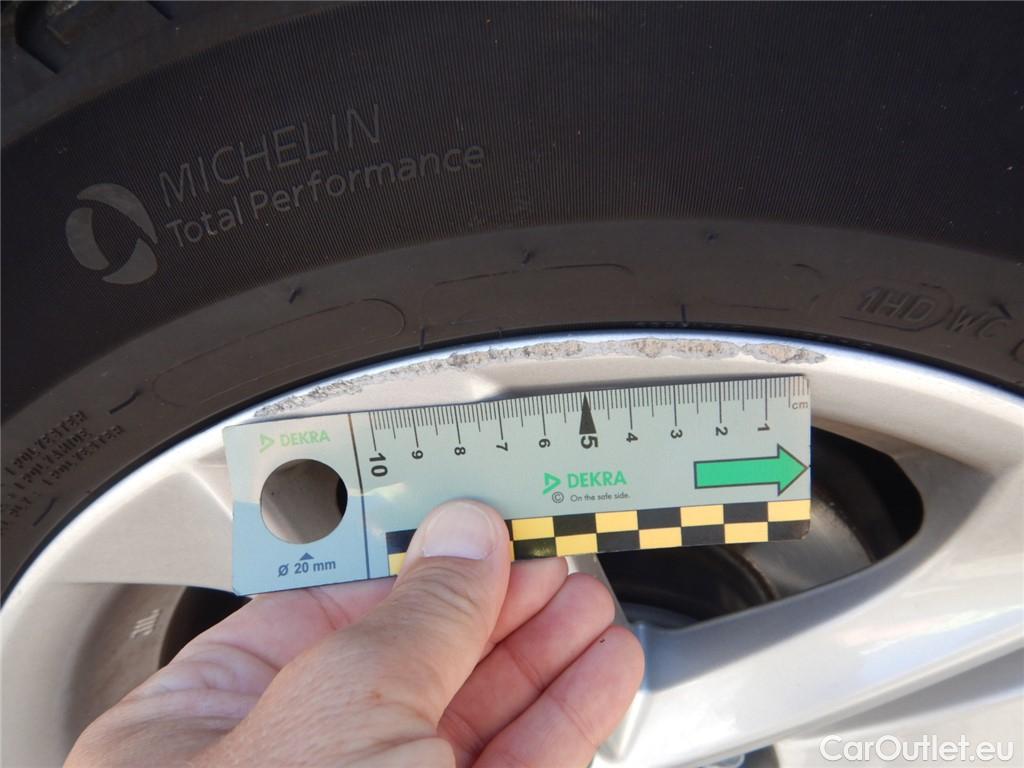 MICHELIN
Total Performance
1HD WC
DEKRA
10 9 8 7 6 5 4 3 2 1 cm
DEKRA
© On the safe side.
Ø 20 mm
CarOutlet.eu